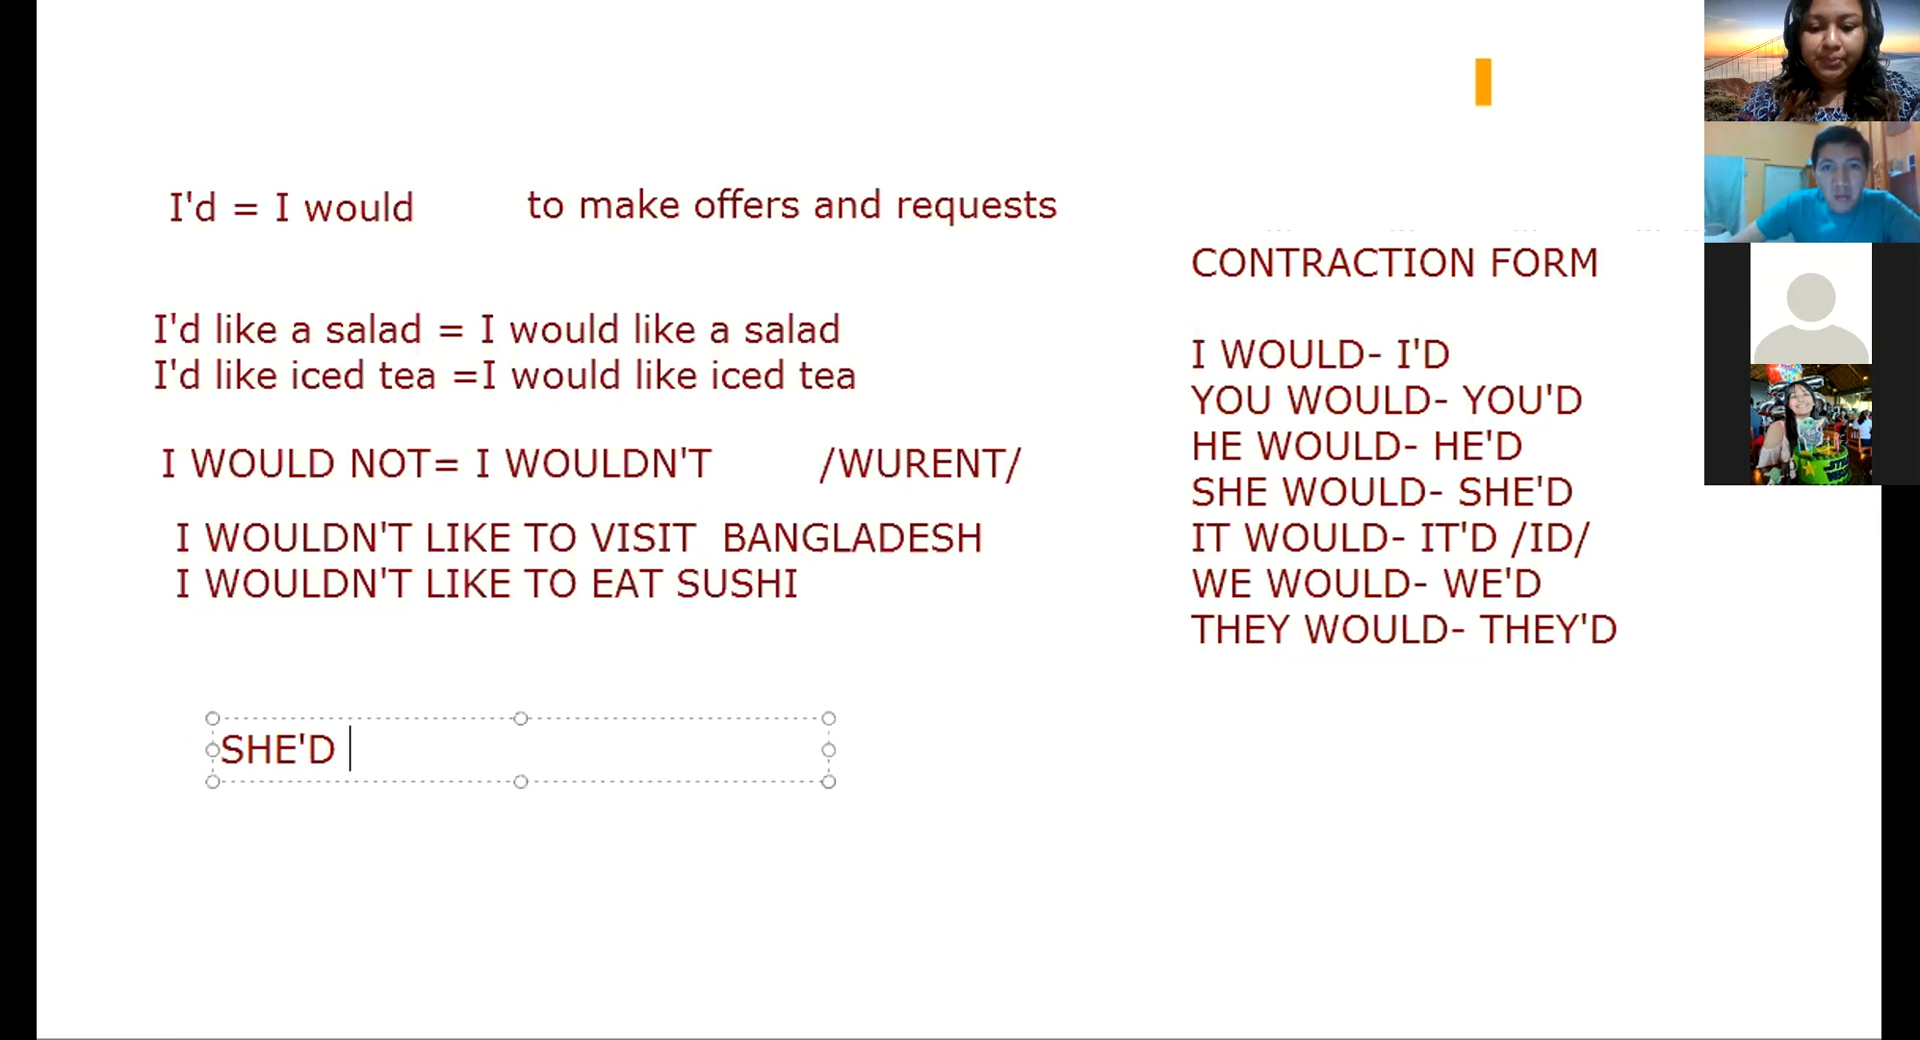 I'd = I would
to make offers and requests
I'd like a salad = I would like a salad
I'd like iced tea =I would like iced tea
I WOULD NOT= I WOULDN'T
/WURENT/
I WOULDN'T LIKE TO VISIT BANGLADESH
I WOULDN'T LIKE TO EAT SUSHI
SHE'D
CONTRACTION FORM
I WOULD- I'D
YOU WOULD- YOU'D
HE WOULD- HE'D
SHE WOULD- SHE'D
IT WOULD- IT'D /ID/
WE WOULD- WE'D
THEY WOULD- THEY'D